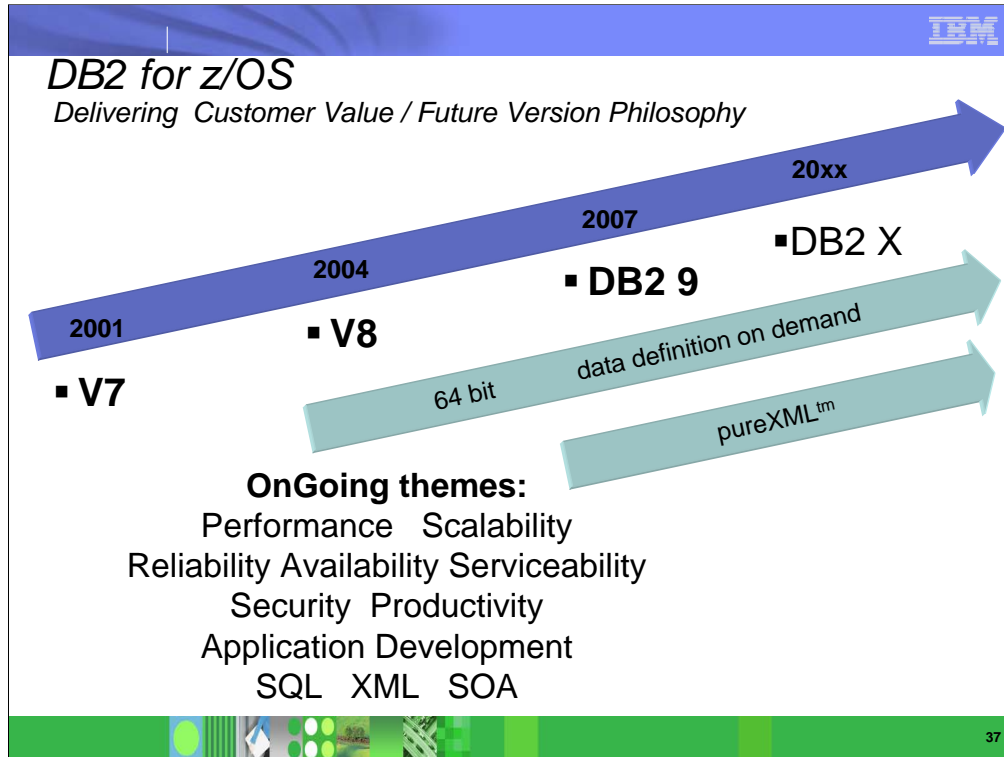 IBM
DB2 for z/OS
Delivering Customer Value / Future Version Philosophy
20xx
2007
▪DB2 X
2004
▪ DB2 9
2001
▪ V8
data definition on demand
64 bit
▪ V7
pureXMLtm
OnGoing themes:
Performance Scalability
Reliability Availability Serviceability
Security Productivity
Application Development
SQL XML SOA
37